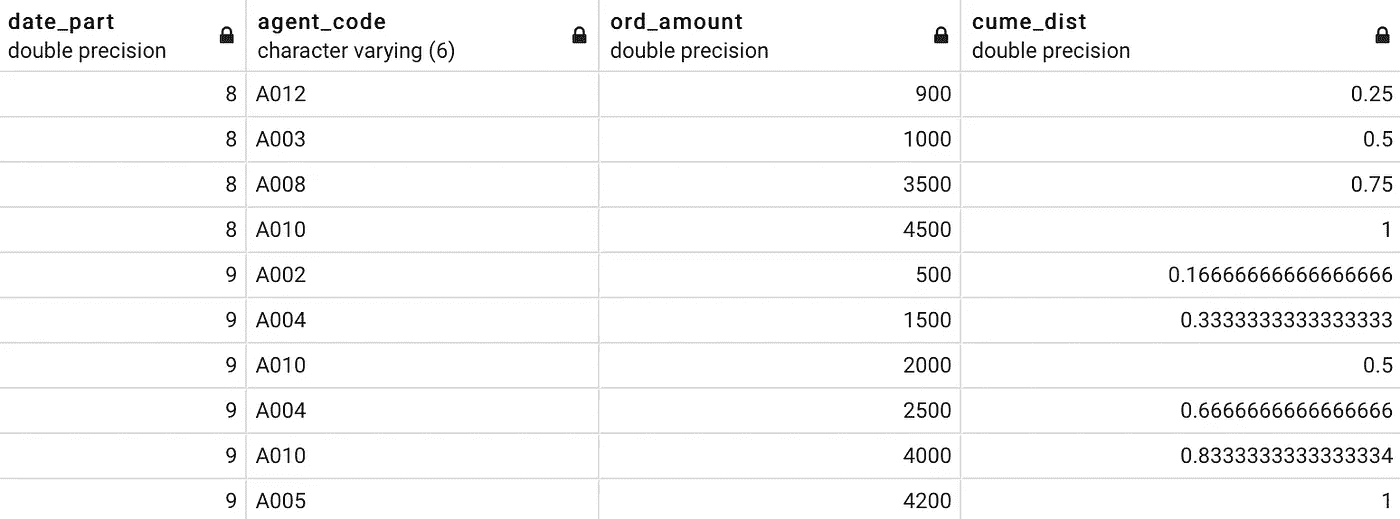 date_part agent_code ord_amount cume_dist
double precision character varying (6) double precision double precision
8 A012 900 0.25
8 A003 1000 0.5
8 A008 3500 0.75
8 A010 4500 1
9 A002 500 0.16666666666666666
9 A004 1500 0.3333333333333333
9 A010 2000 0.5
9 A004 2500 0.6666666666666666
9 A010 4000 0.8333333333333334
9 A005 4200 1